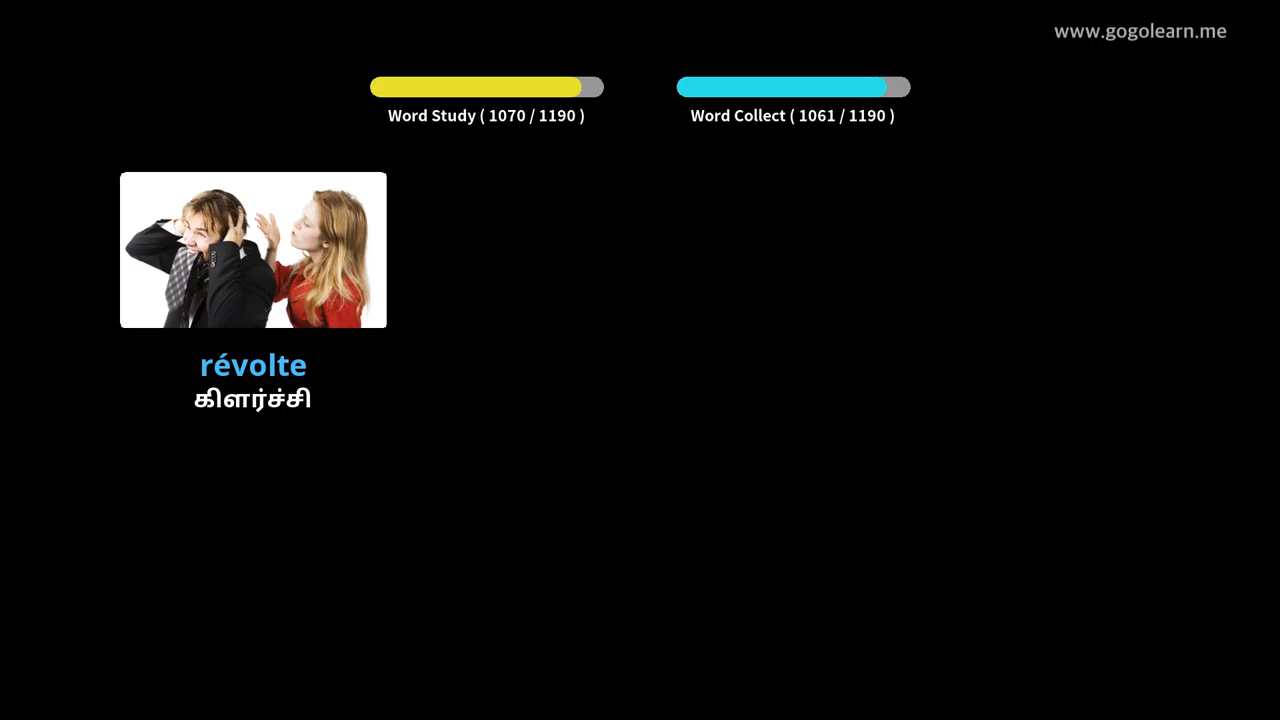 www.gogolearn.me
Word Study ( 1070 / 1190 )
Word Collect ( 1061 / 1190 )
révolte
கிளர்ச்சி